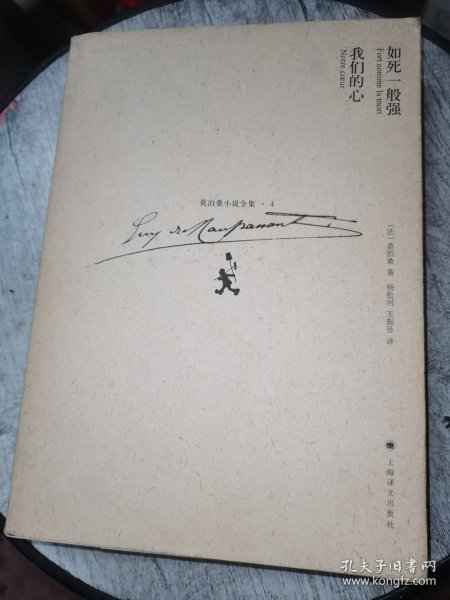 如死一般强
Fort comme la mort
我们的心
Notre cœur
莫泊桑小说全集·4
Guy de Maupassant
〔法〕莫泊桑 著 杨松河 王振孙 译
上海译文出版社
孔夫子旧书网
www.kongfz.com